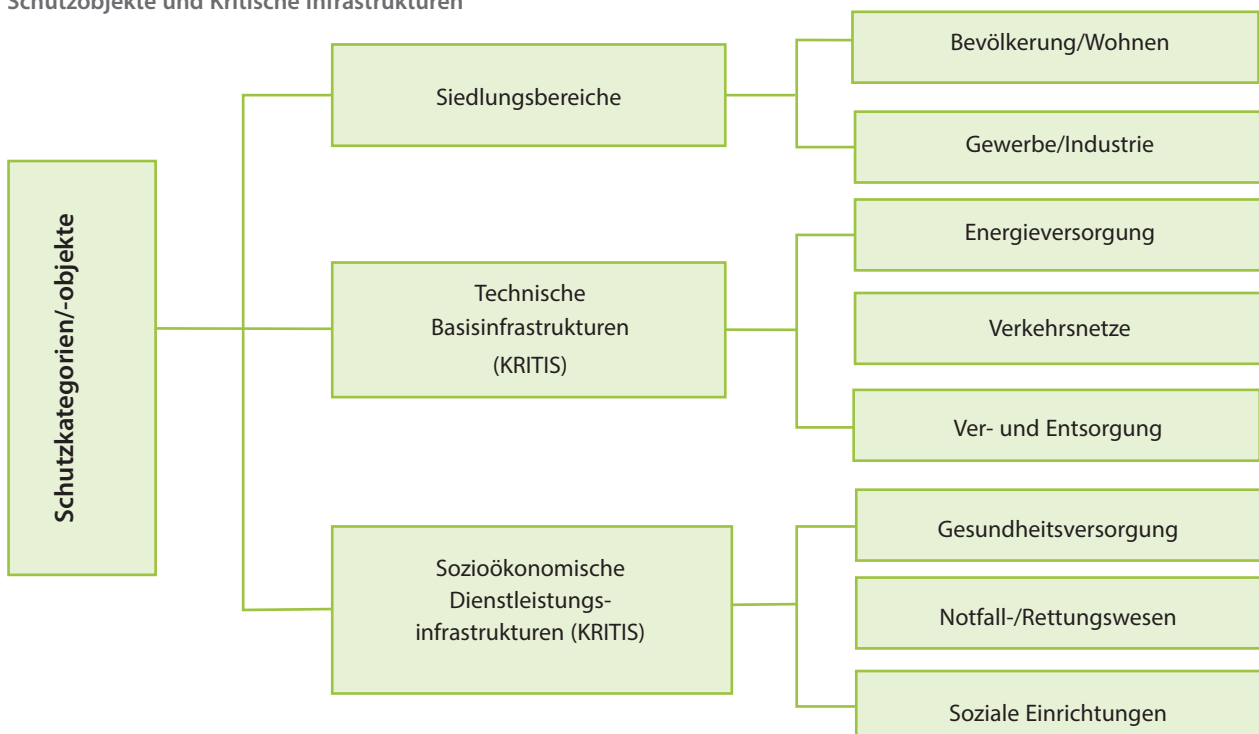 Schutzobjekte und Kritische Infrastrukturen
Schutzkategorien/-objekte
Siedlungsbereiche
Bevölkerung/Wohnen
Gewerbe/Industrie
Technische
Basisinfrastrukturen
(KRITIS)
Energieversorgung
Verkehrsnetze
Ver- und Entsorgung
Sozioökonomische
Dienstleistungs-
infrastrukturen (KRITIS)
Gesundheitsversorgung
Notfall-/Rettungswesen
Soziale Einrichtungen